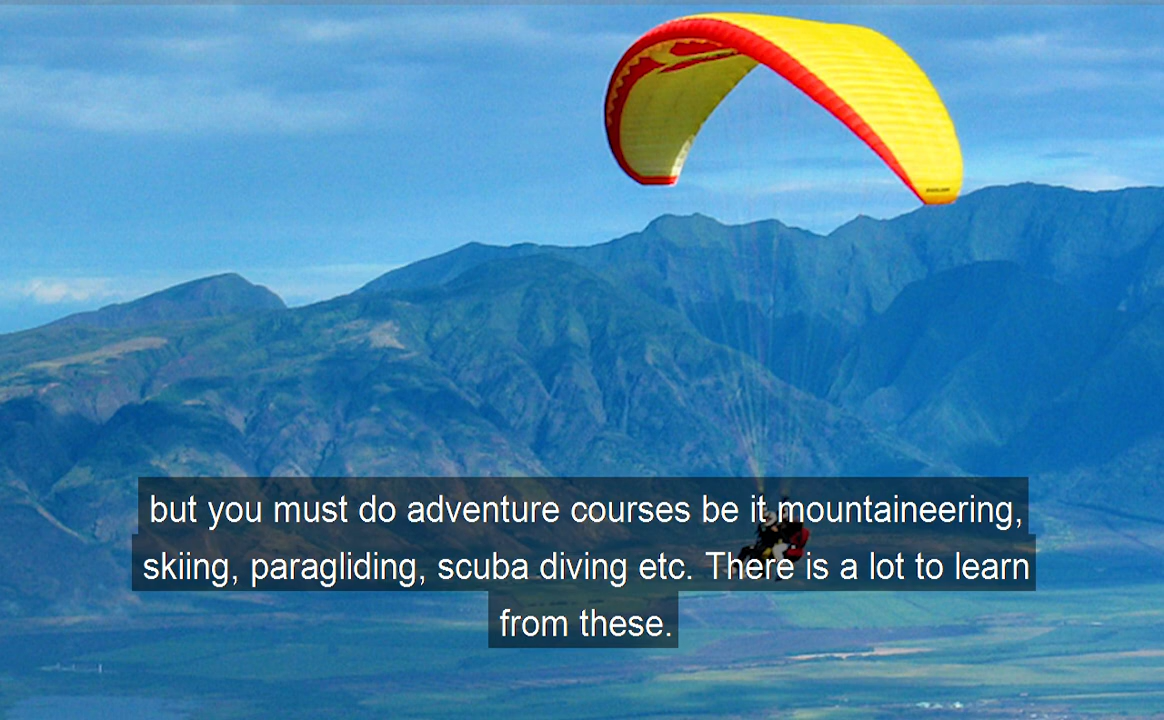 but you must do adventure courses be it mountaineering,
skiing, paragliding, scuba diving etc. There is a lot to learn
from these.